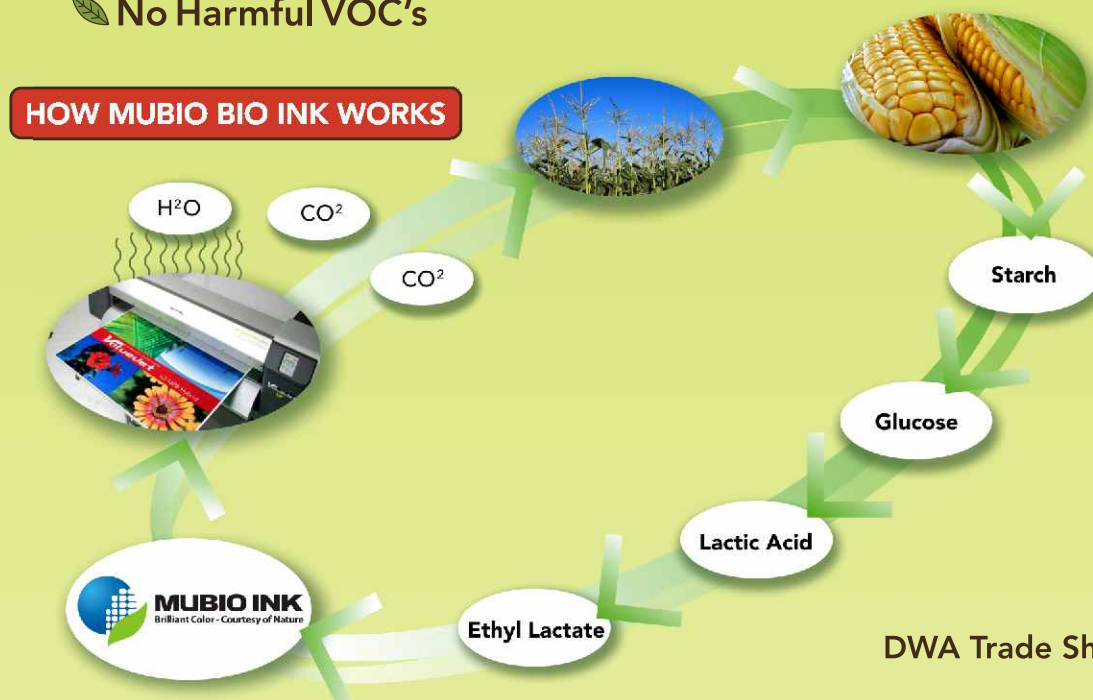 No Harmful VOC's
HOW MUBIO BIO INK WORKS
H²O
CO²
CO²
Starch
Glucose
Lactic Acid
Ethyl Lactate
MUBIO INK
Brilliant Color - Courtesy of Nature
ValueJet
DWA Trade Sh